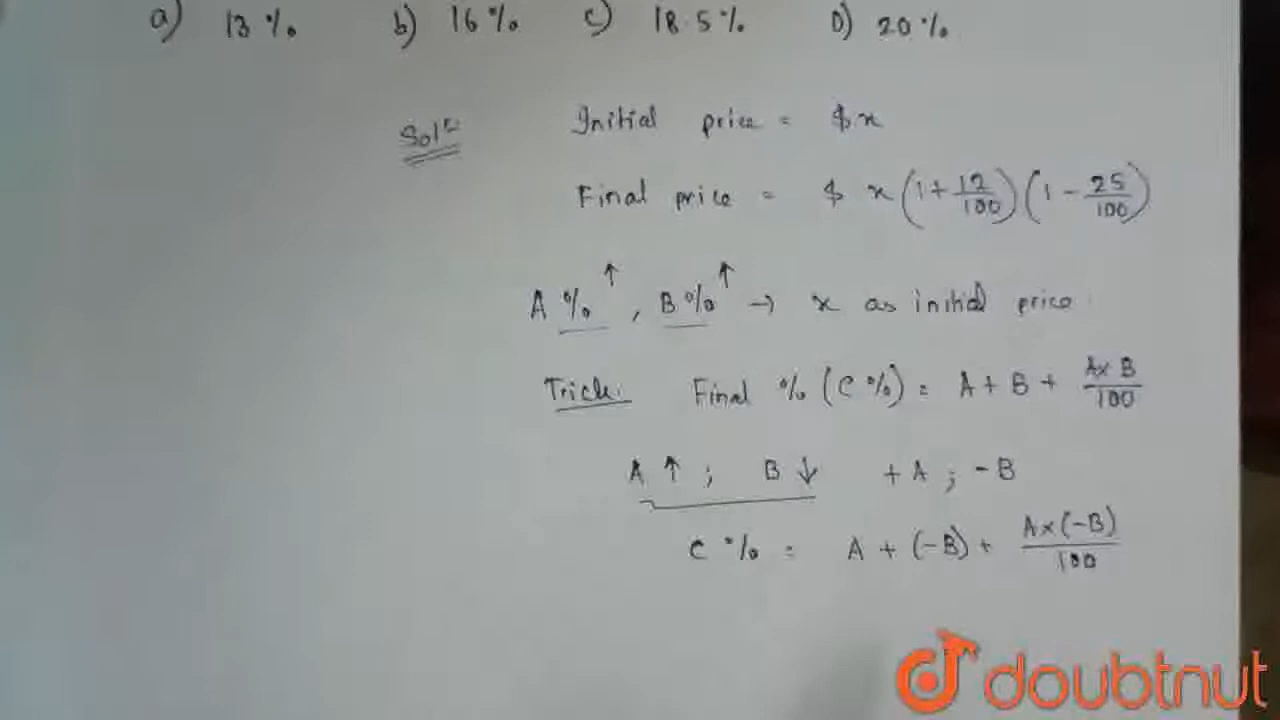 a) 13 % b) 16 % c) 18.5 % D) 20 %
Solⁿ Initial price = $x
Final price = $ x (1 + 12/100) (1 - 25/100)
A % ↑ , B % ↑ → x as initial price
Trick: Final % (C %) = A + B + A x B/100
A ↑ ; B ↓ + A ; - B
C % = A + (-B) + A x (-B)/100
doubtnut